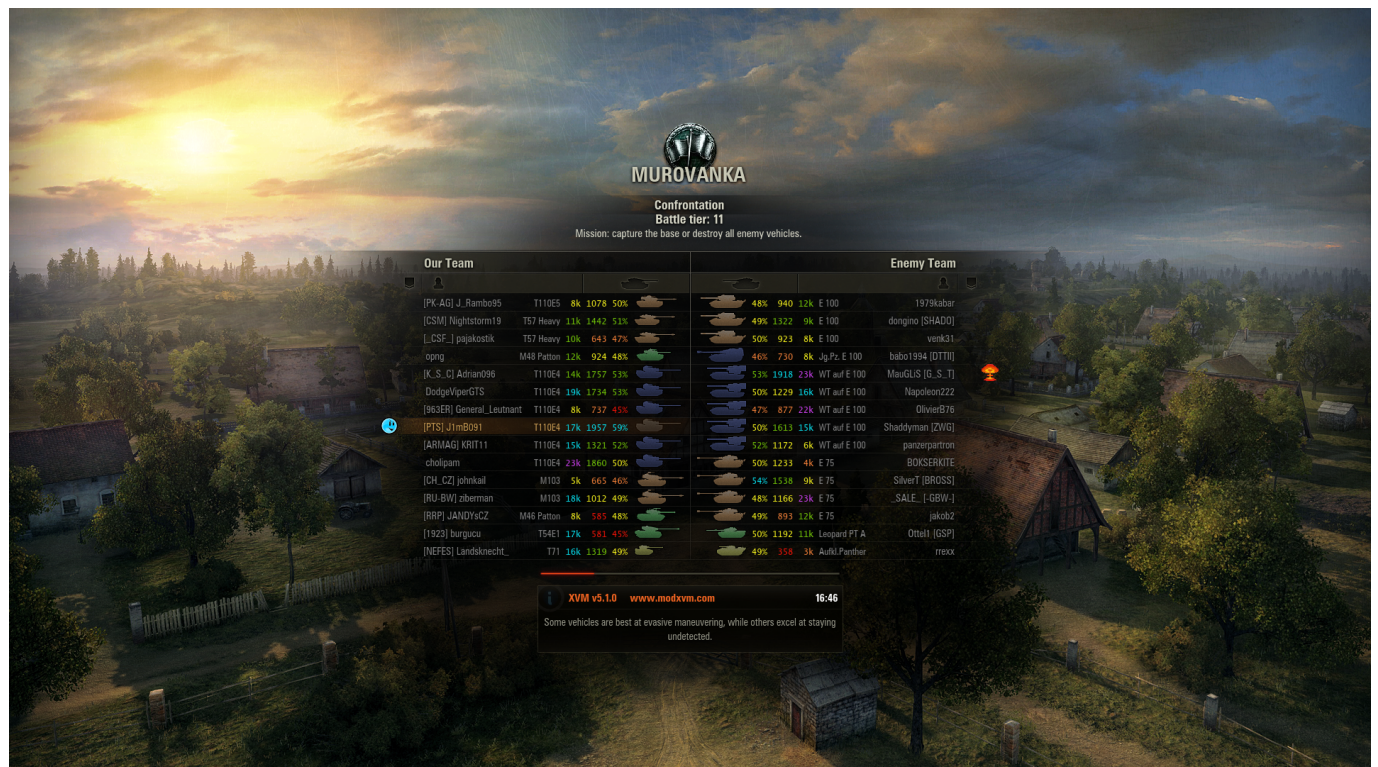 MUROVANKA
Confrontation
Battle tier: 11
Mission: capture the base or destroy all enemy vehicles.
Our Team Enemy Team
[PK-AG] J_Rambo95 T110E5 8k 1078 50% 48% 940 12k E 100 1979kabar
[CSM] Nightstorm19 T57 Heavy 11k 1442 51% 49% 1322 9k E 100 dongino [SHADO]
[_CSF_] pajakostik T57 Heavy 10k 643 47% 50% 923 8k E 100 venk31
opng M48 Patton 12k 924 48% 46% 730 8k Jg.Pz. E 100 babo1994 [DTTII]
[K_S_C] Adrian096 T110E4 14k 1757 53% 53% 1918 23k WT auf E 100 MauGLiS [G_S_T]
DodgeViperGTS T110E4 19k 1734 53% 50% 1229 16k WT auf E 100 Napoleon222
[963ER] General_Leutnant T110E4 8k 737 45% 47% 877 22k WT auf E 100 OlivierB76
[PTS] J1mB091 T110E4 17k 1957 59% 50% 1613 15k WT auf E 100 Shaddyman [ZWG]
[ARMAG] KRIT11 T110E4 15k 1321 52% 52% 1172 6k WT auf E 100 panzerpartron
cholipam T110E4 23k 1860 50% 50% 1233 4k E 75 BOKSERKITE
[CH_CZ] johnkail M103 5k 665 46% 54% 1538 9k E 75 SilverT [BROSS]
[RU-BW] ziberman M103 18k 1012 49% 48% 1166 23k E 75 _SALE_ [-GBW-]
[RRP] JANDYsCZ M46 Patton 8k 585 48% 49% 893 12k E 75 jakob2
[1923] burgucu T54E1 17k 581 45% 50% 1192 11k Leopard PT A Ottel1 [GSP]
[NEFES] Landsknecht_ T71 16k 1319 49% 49% 358 3k Aufkl.Panther rrexx
XVM v5.1.0 www.modxvm.com 16:46
Some vehicles are best at evasive maneuvering, while others excel at staying
undetected.